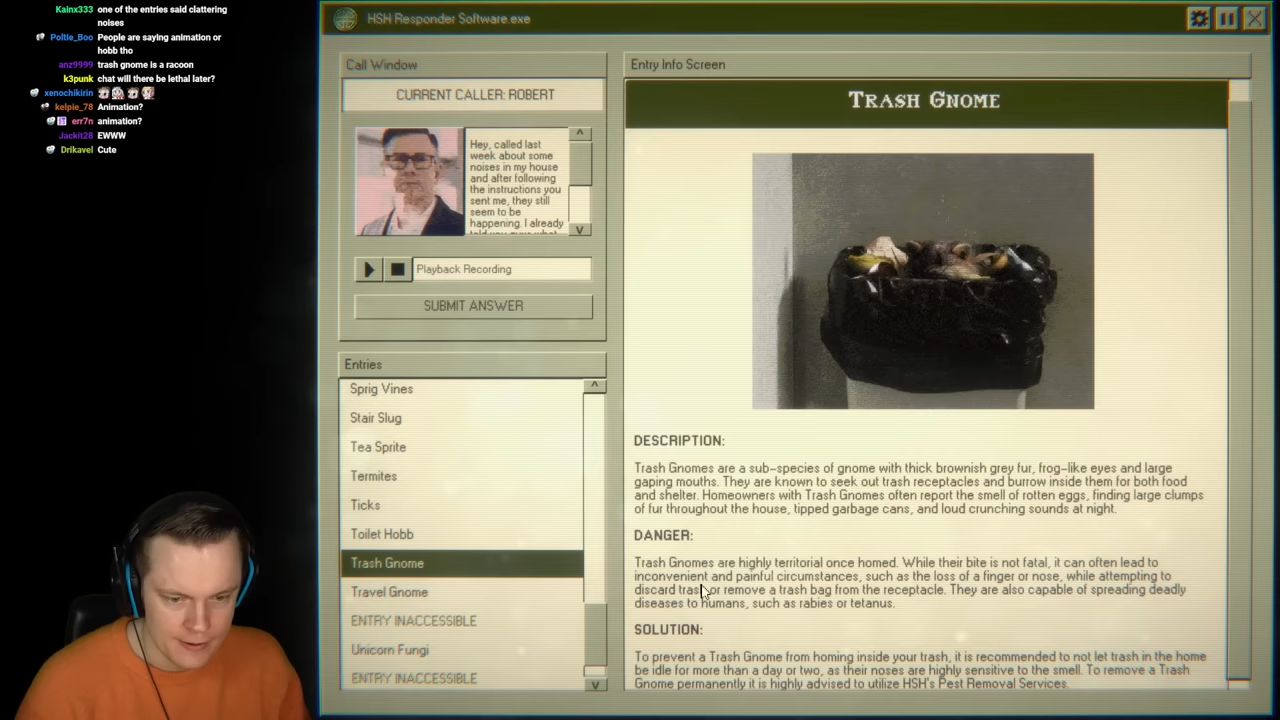 Kainx333 one of the entries said clattering
noises
Poltie_Boo People are saying animation or
hobb tho
anz9999 trash gnome is a racoon
k3punk chat will there be lethal later?
xenochikirin
kelpie_78 Animation?
err7n animation?
Jackit28 EWWW
Drikavel Cute
HSH Responder Software.exe
Call Window
CURRENT CALLER: ROBERT
Hey, called last
week about some
noises in my house
and after following
the instructions you
sent me, they still
seem to be
happening. I already
told you guys what
Playback Recording
SUBMIT ANSWER
Entries
Sprig Vines
Stair Slug
Tea Sprite
Termites
Ticks
Toilet Hobb
Trash Gnome
Travel Gnome
ENTRY INACCESSIBLE
Unicorn Fungi
ENTRY INACCESSIBLE
Entry Info Screen
TRASH GNOME
DESCRIPTION:
Trash Gnomes are a sub-species of gnome with thick brownish grey fur, frog-like eyes and large
gaping mouths. They are known to seek out trash receptacles and burrow inside them for both food
and shelter. Homeowners with Trash Gnomes often report the smell of rotten eggs, finding large clumps
of fur throughout the house, tipped garbage cans, and loud crunching sounds at night.
DANGER:
Trash Gnomes are highly territorial once homed. While their bite is not fatal, it can often lead to
inconvenient and painful circumstances, such as the loss of a finger or nose, while attempting to
discard trash or remove a trash bag from the receptacle. They are also capable of spreading deadly
diseases to humans, such as rabies or tetanus.
SOLUTION:
To prevent a Trash Gnome from homing inside your trash, it is recommended to not let trash in the home
be idle for more than a day or two, as their noses are highly sensitive to the smell. To remove a Trash
Gnome permanently it is highly advised to utilize HSH's Pest Removal Services.